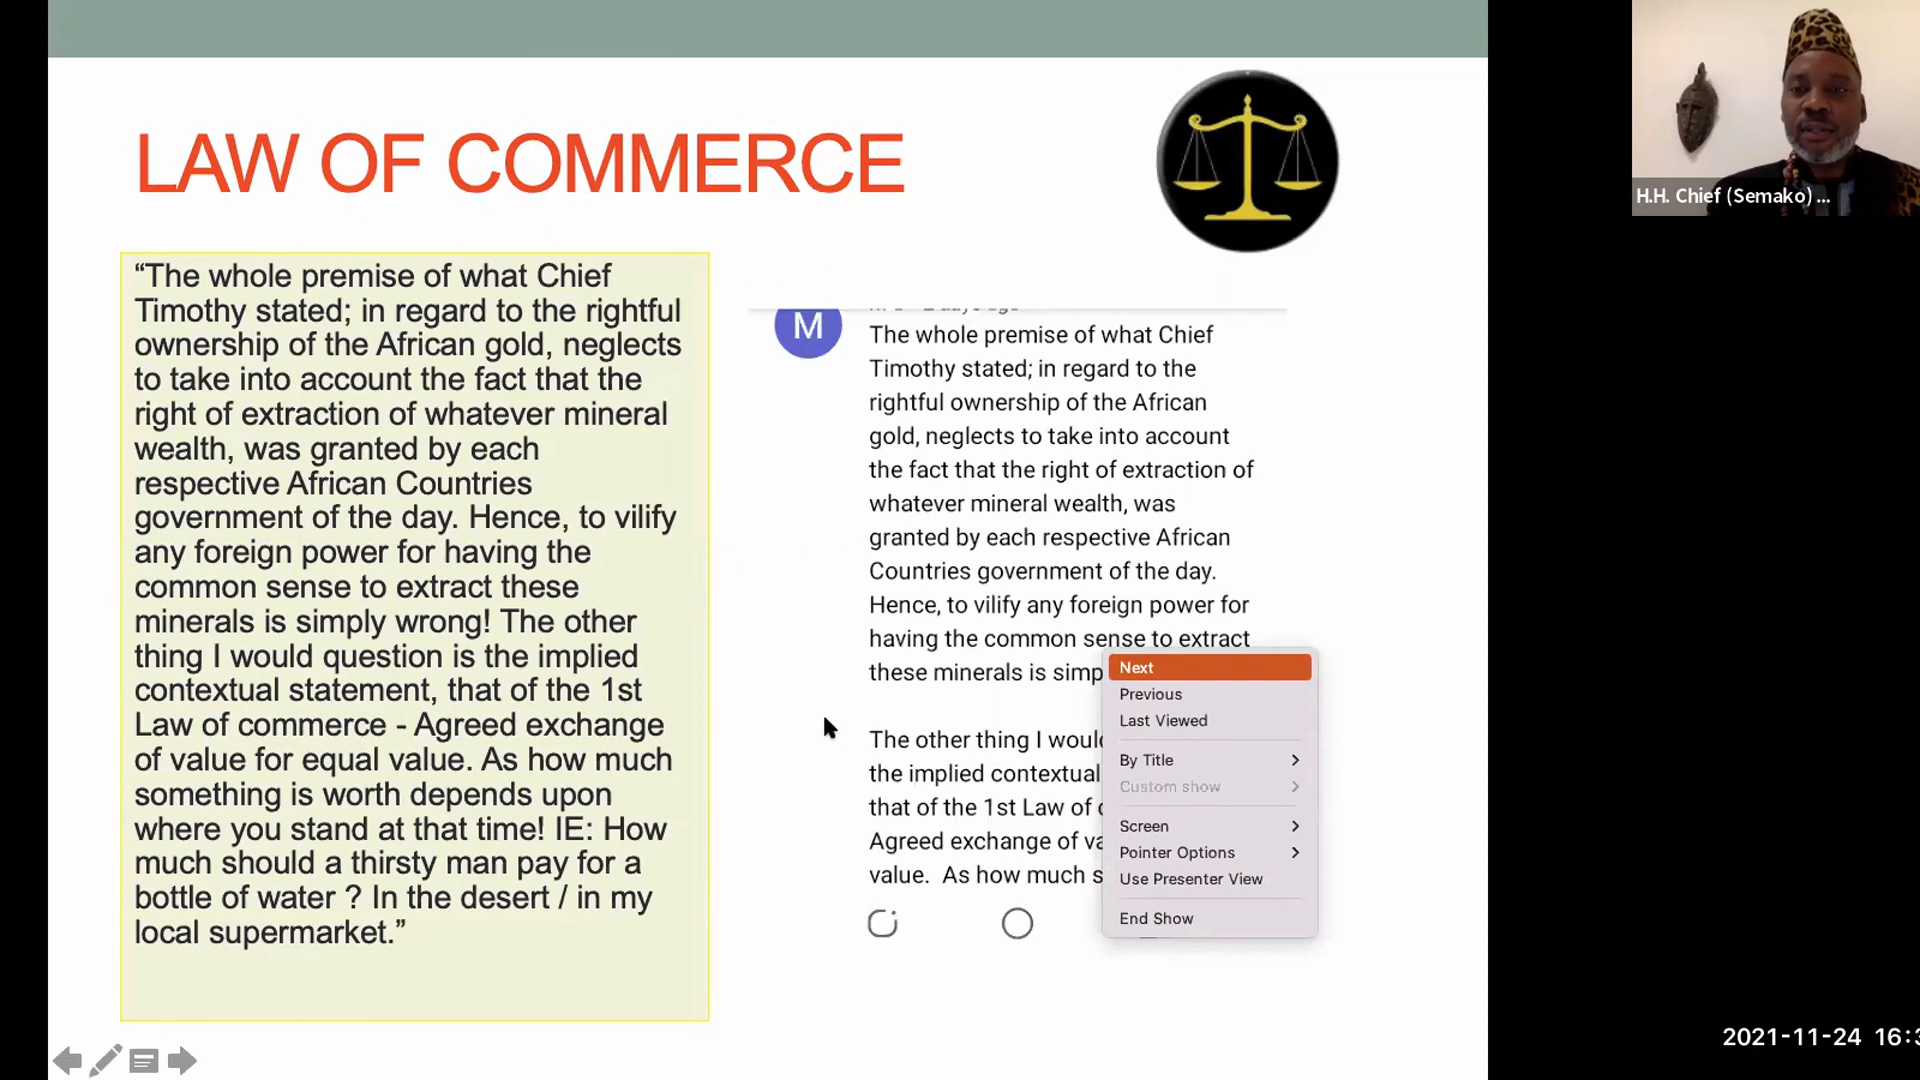 LAW OF COMMERCE
“The whole premise of what Chief
Timothy stated; in regard to the rightful
ownership of the African gold, neglects
to take into account the fact that the
right of extraction of whatever mineral
wealth, was granted by each
respective African Countries
government of the day. Hence, to vilify
any foreign power for having the
common sense to extract these
minerals is simply wrong! The other
thing I would question is the implied
contextual statement, that of the 1st
Law of commerce - Agreed exchange
of value for equal value. As how much
something is worth depends upon
where you stand at that time! IE: How
much should a thirsty man pay for a
bottle of water ? In the desert / in my
local supermarket.”
M
The whole premise of what Chief
Timothy stated; in regard to the
rightful ownership of the African
gold, neglects to take into account
the fact that the right of extraction of
whatever mineral wealth, was
granted by each respective African
Countries government of the day.
Hence, to vilify any foreign power for
having the common sense to extract
these minerals is simp
The other thing I woul
the implied contextual
that of the 1st Law of
Agreed exchange of va
value. As how much s
Next
Previous
Last Viewed
By Title
Custom show
Screen
Pointer Options
Use Presenter View
End Show
H.H. Chief (Semako) ...
2021-11-24 16:3